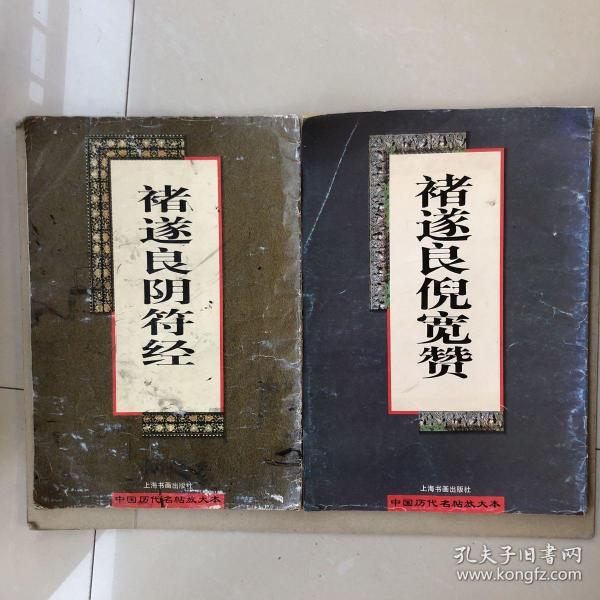 褚遂良阴符经
上海书画出版社
中国历代名帖放大本
褚遂良倪宽赞
上海书画出版社
中国历代名帖放大本
孔夫子旧書网
www.kongfz.com